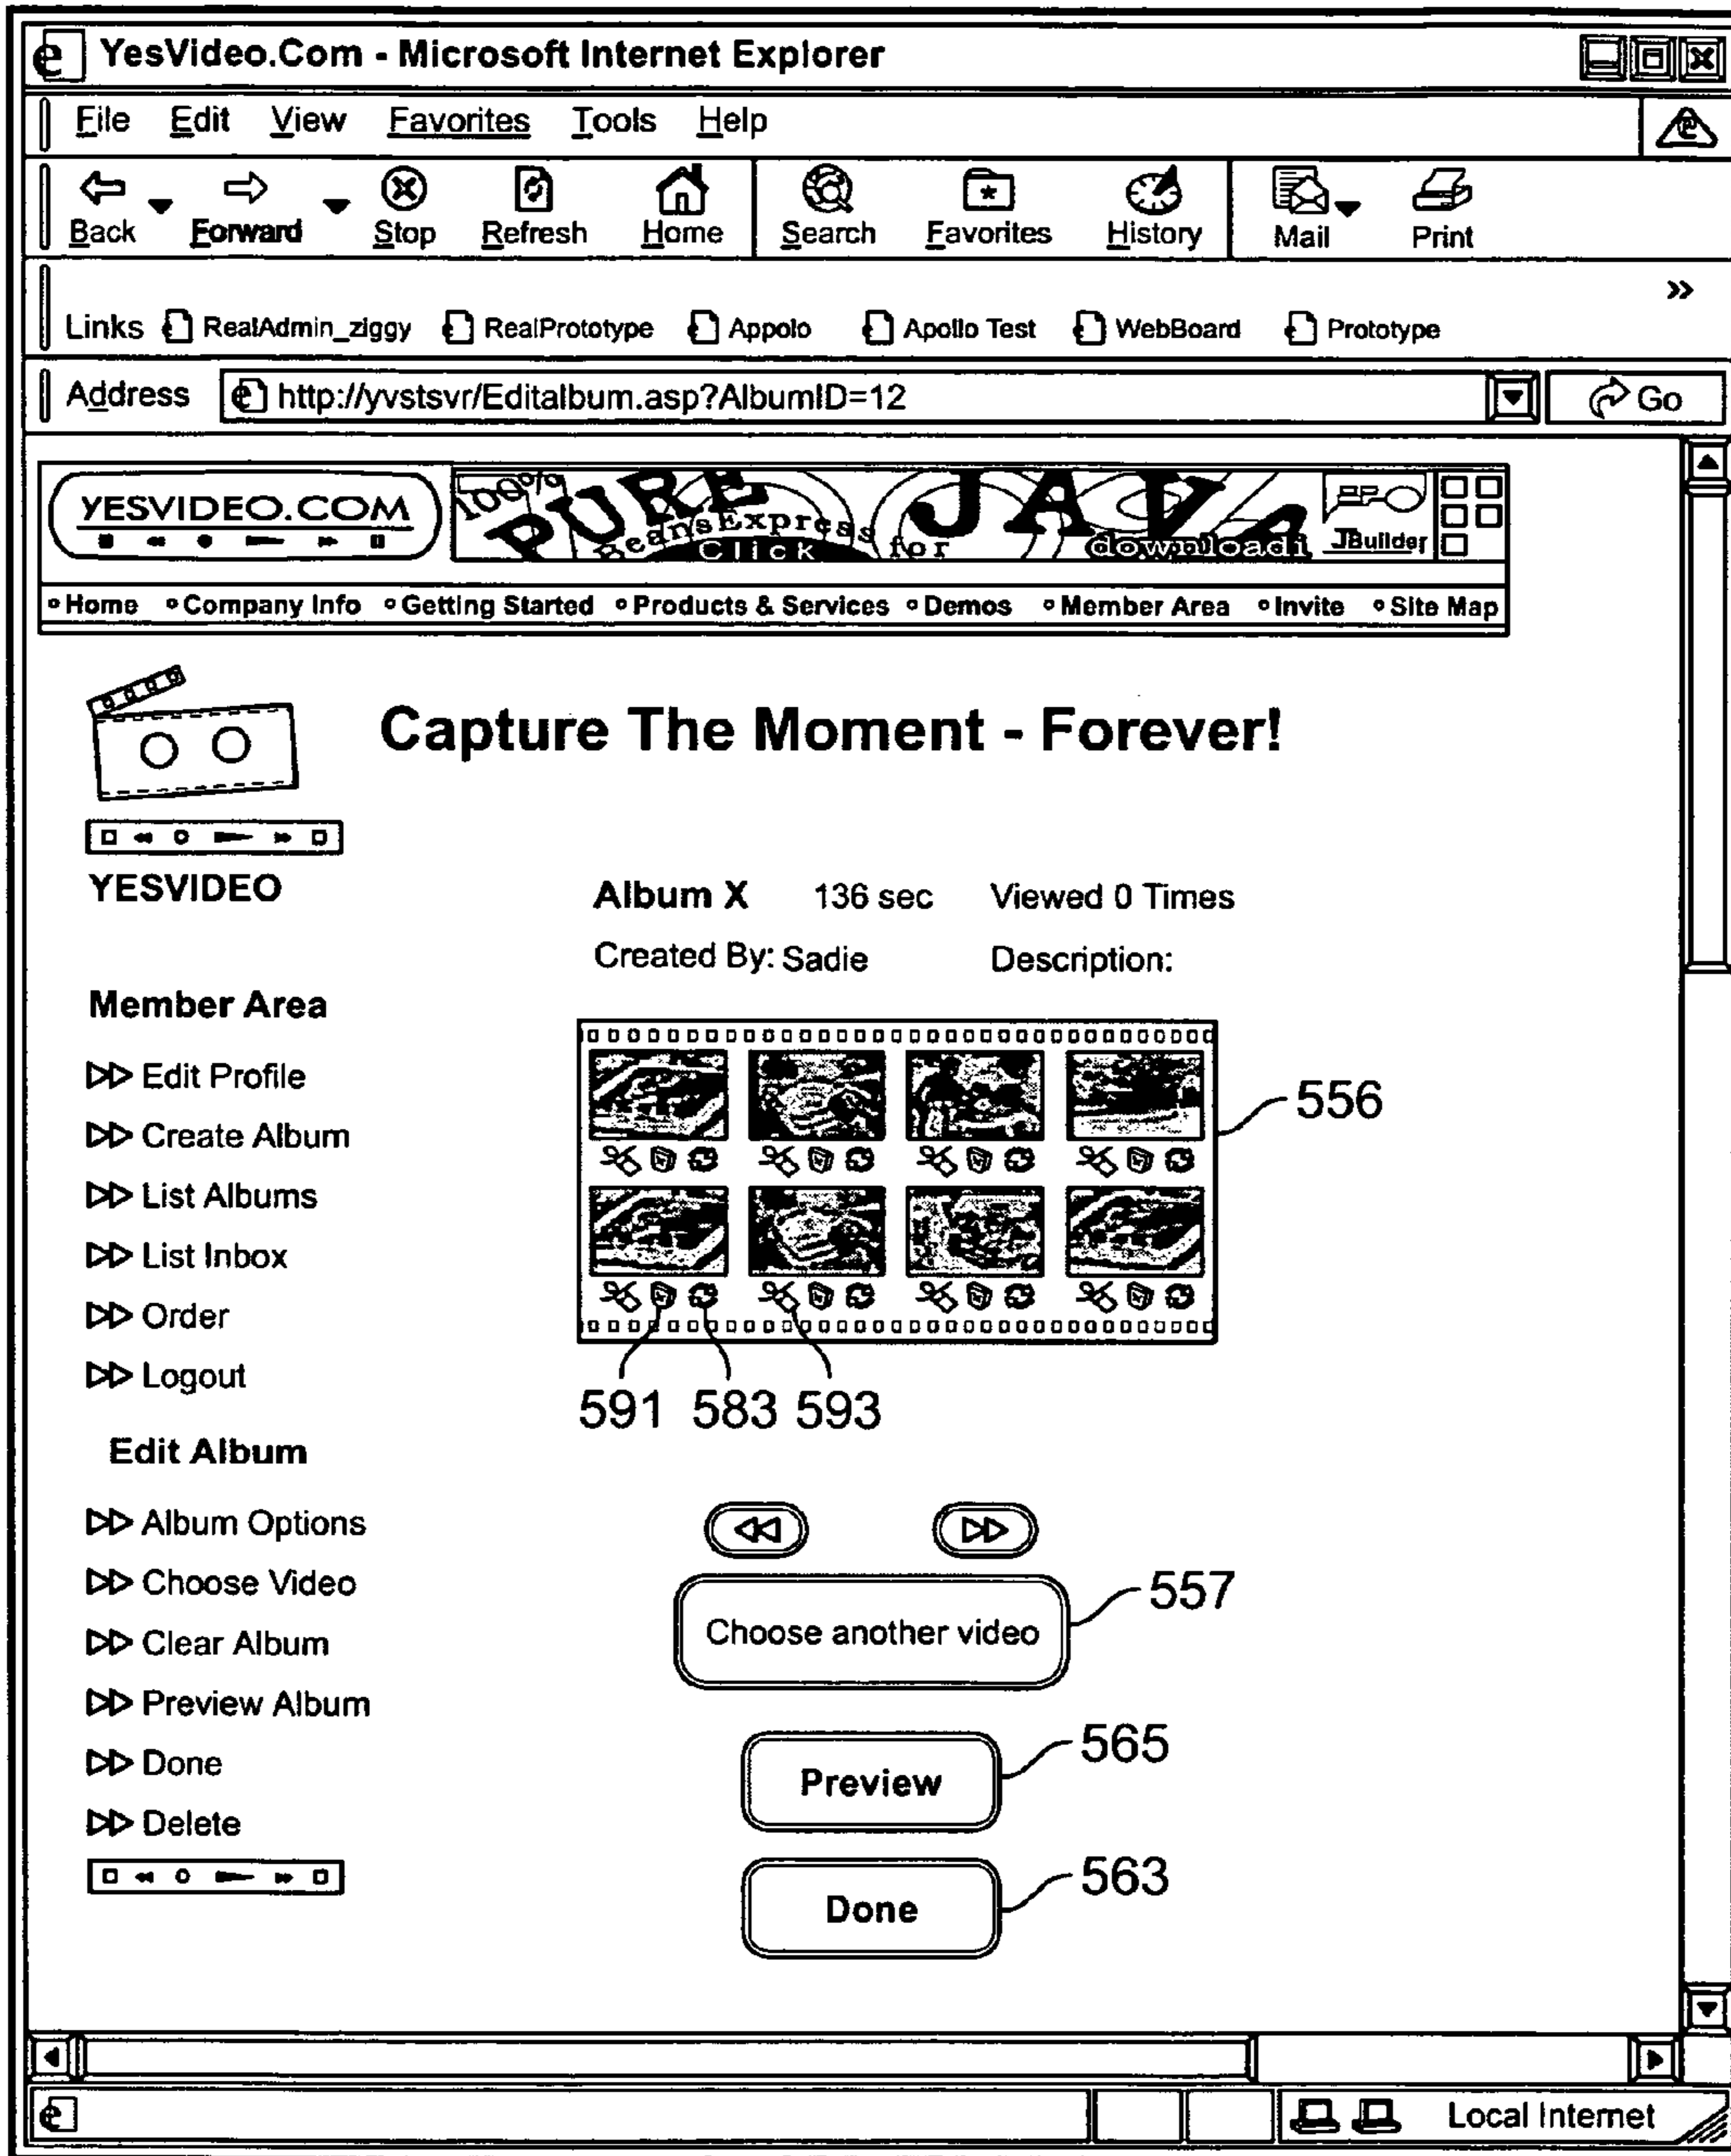 YesVideo.Com - Microsoft Internet Explorer
File Edit View Favorites Tools Help
Back Forward Stop Refresh Home Search Favorites History Mail Print
Links RealAdmin_ziggy RealPrototype Appolo Apollo Test WebBoard Prototype
Address http://yvstsvr/Editalbum.asp?AlbumID=12 Go
YESVIDEO.COM
100% PURE JAVA
BeansExpress for JBuilder
Click downloadi
Home Company Info Getting Started Products & Services Demos Member Area Invite Site Map
Capture The Moment - Forever!
YESVIDEO
Album X 136 sec Viewed 0 Times
Created By: Sadie Description:
Member Area
Edit Profile
Create Album
List Albums
List Inbox
Order
Logout
556
591 583 593
Edit Album
Album Options
Choose Video
Clear Album
Preview Album
Done
Delete
Choose another video 557
Preview 565
Done 563
Local Internet